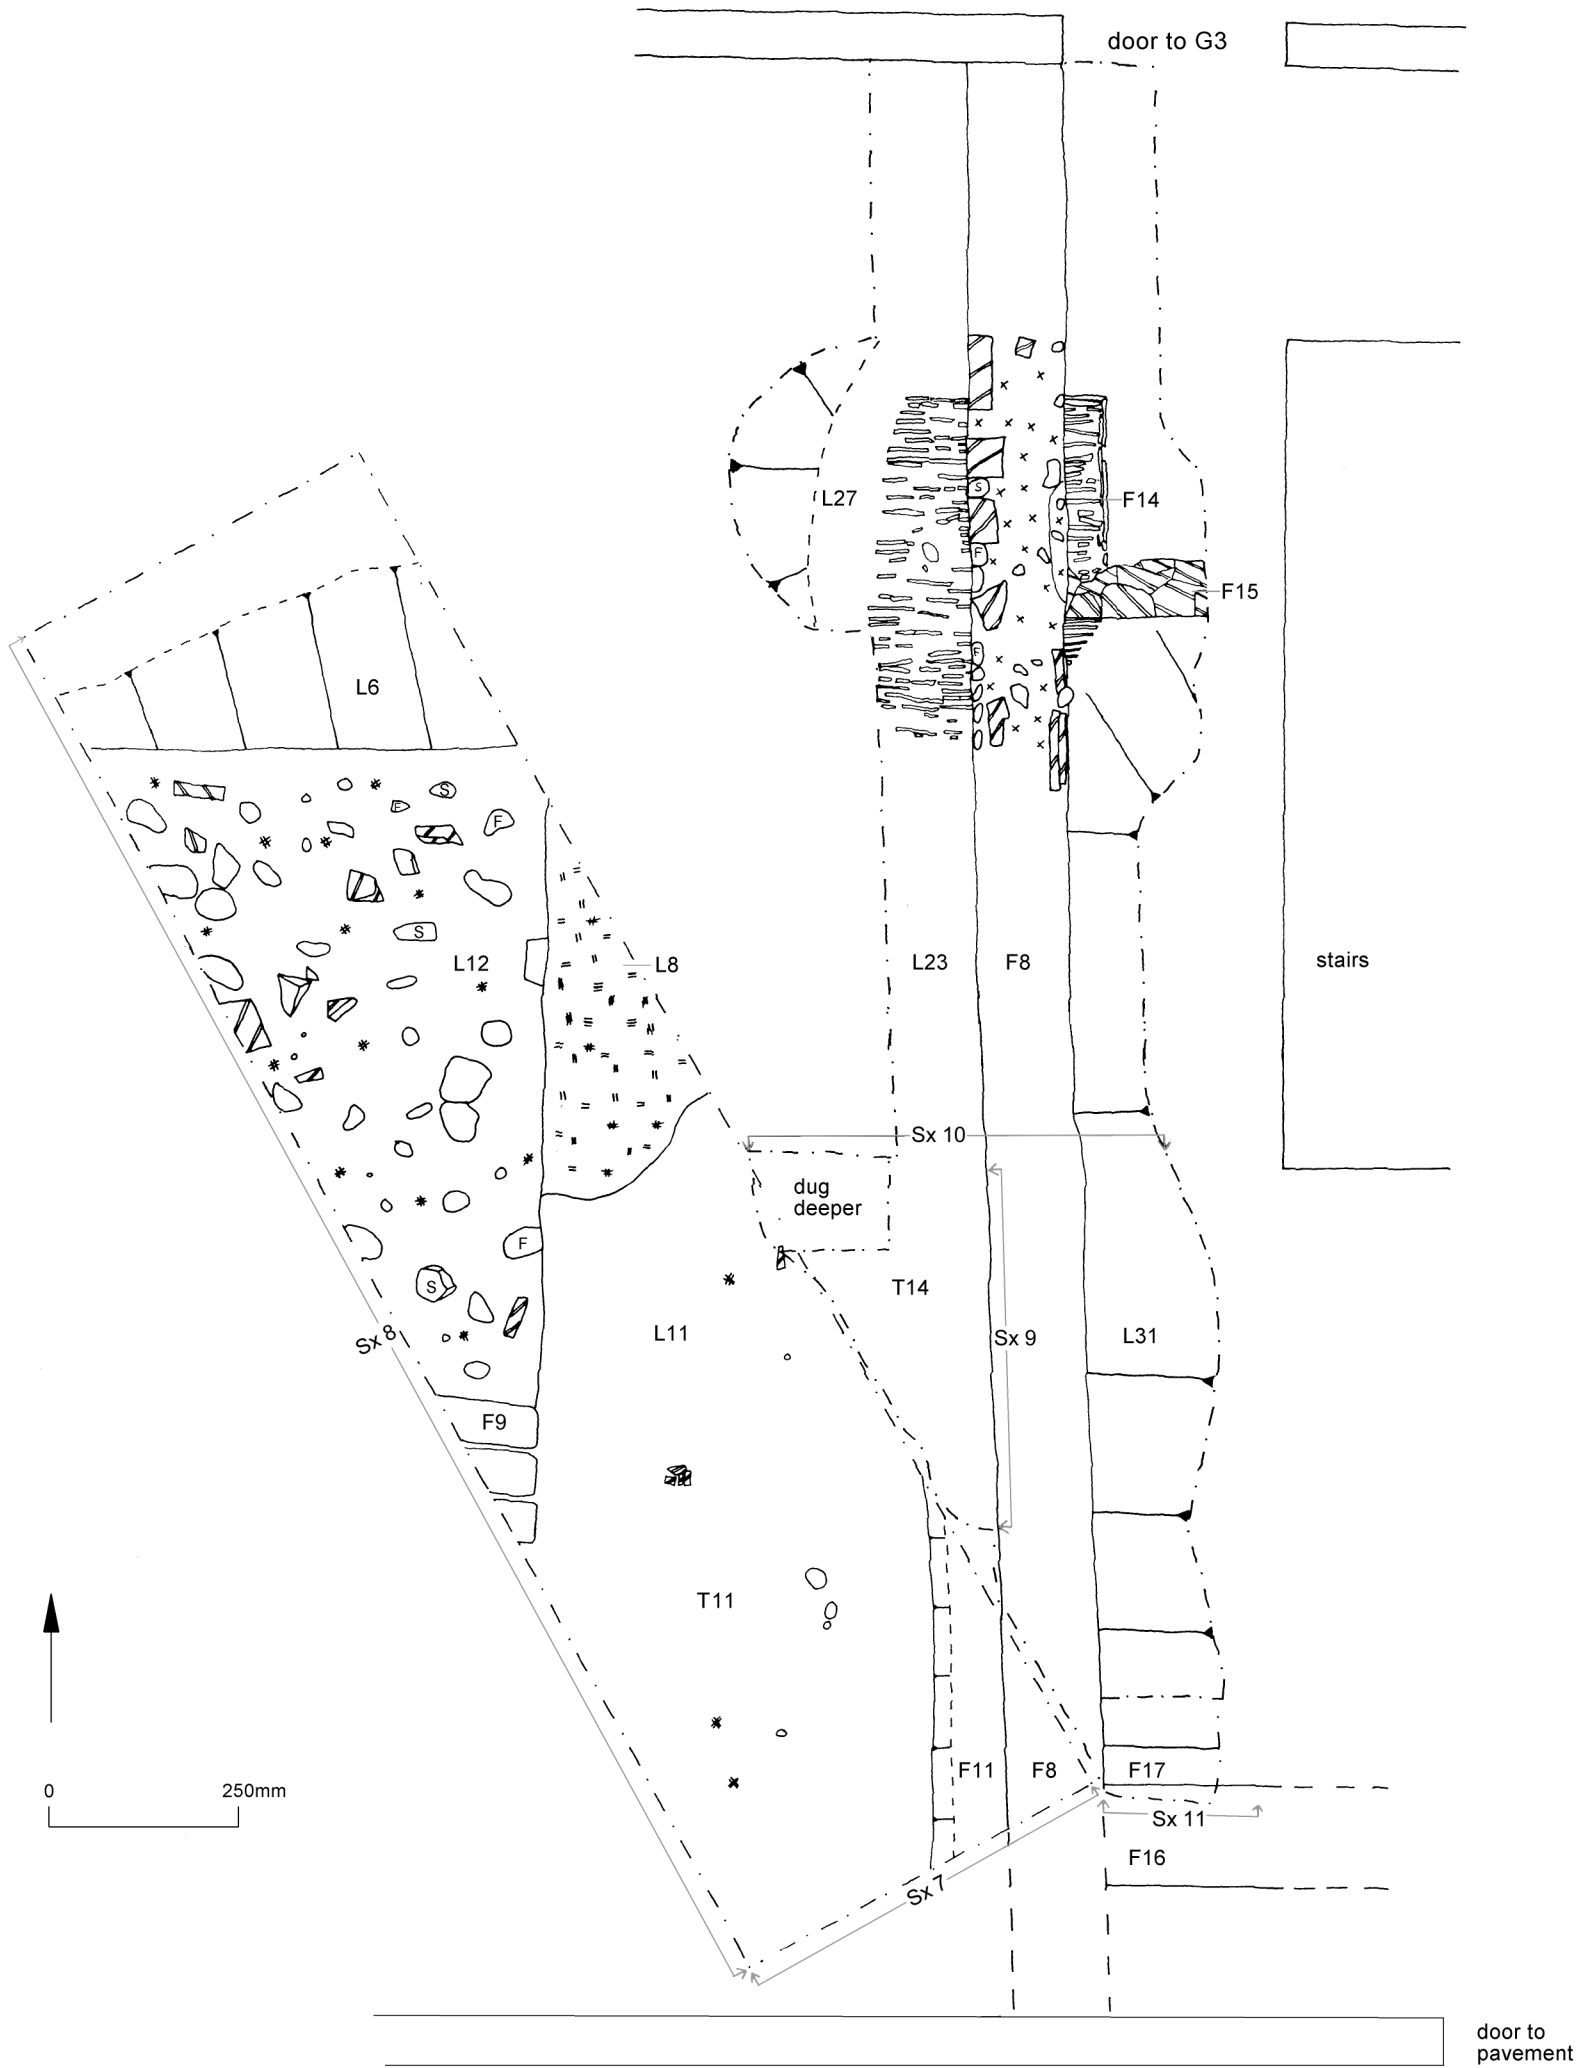 door to G3
S
L27
F14
F
F15
F
L6
S
F
F
S
L12
L8
L23
F8
stairs
Sx 10
dug
deeper
F
S
T14
Sx 8
L11
Sx 9
L31
F9
T11
F11
F8
F17
0
250mm
Sx 11
F16
Sx 7
door to
pavement